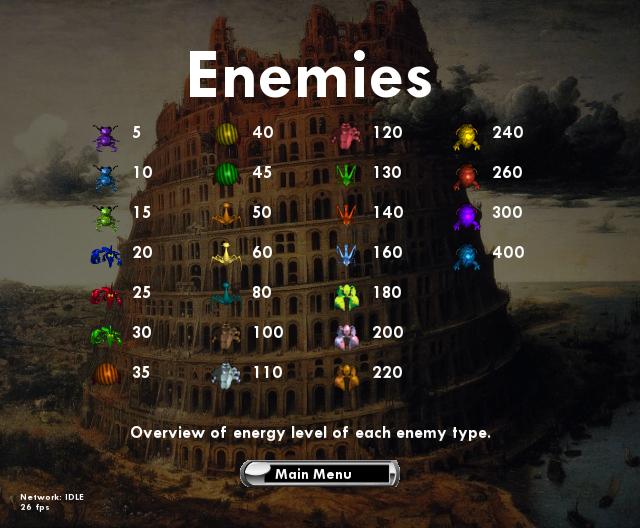 Enemies
5 40 120 240
10 45 130 260
15 50 140 300
20 60 160 400
25 80 180
30 100 200
35 110 220
Overview of energy level of each enemy type.
Main Menu
Network: IDLE
26 fps